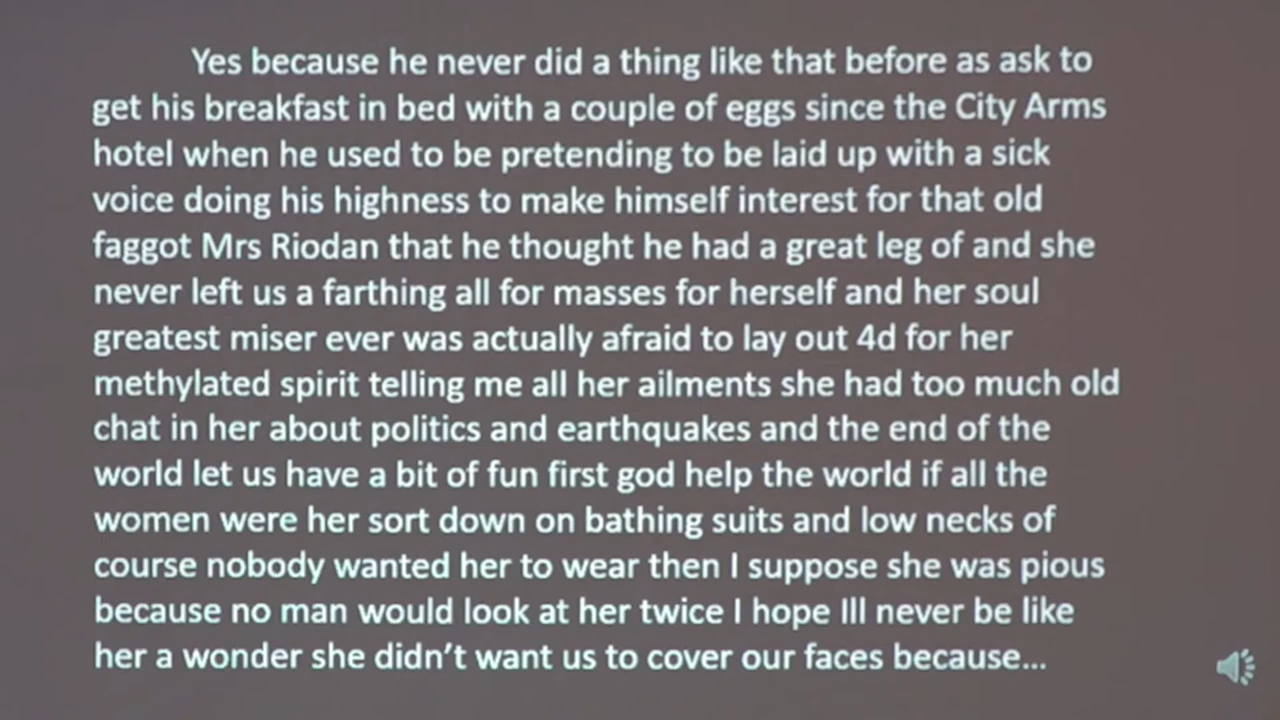 Yes because he never did a thing like that before as ask to
get his breakfast in bed with a couple of eggs since the City Arms
hotel when he used to be pretending to be laid up with a sick
voice doing his highness to make himself interest for that old
faggot Mrs Riodan that he thought he had a great leg of and she
never left us a farthing all for masses for herself and her soul
greatest miser ever was actually afraid to lay out 4d for her
methylated spirit telling me all her ailments she had too much old
chat in her about politics and earthquakes and the end of the
world let us have a bit of fun first god help the world if all the
women were her sort down on bathing suits and low necks of
course nobody wanted her to wear then I suppose she was pious
because no man would look at her twice I hope Ill never be like
her a wonder she didn't want us to cover our faces because...